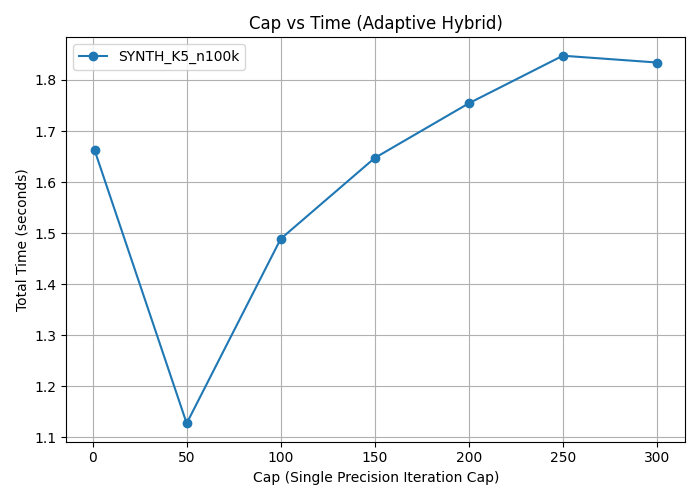 Cap vs Time (Adaptive Hybrid)
SYNTH_K5_n100k
Total Time (seconds)
1.8
1.7
1.6
1.5
1.4
1.3
1.2
1.1
0 50 100 150 200 250 300
Cap (Single Precision Iteration Cap)